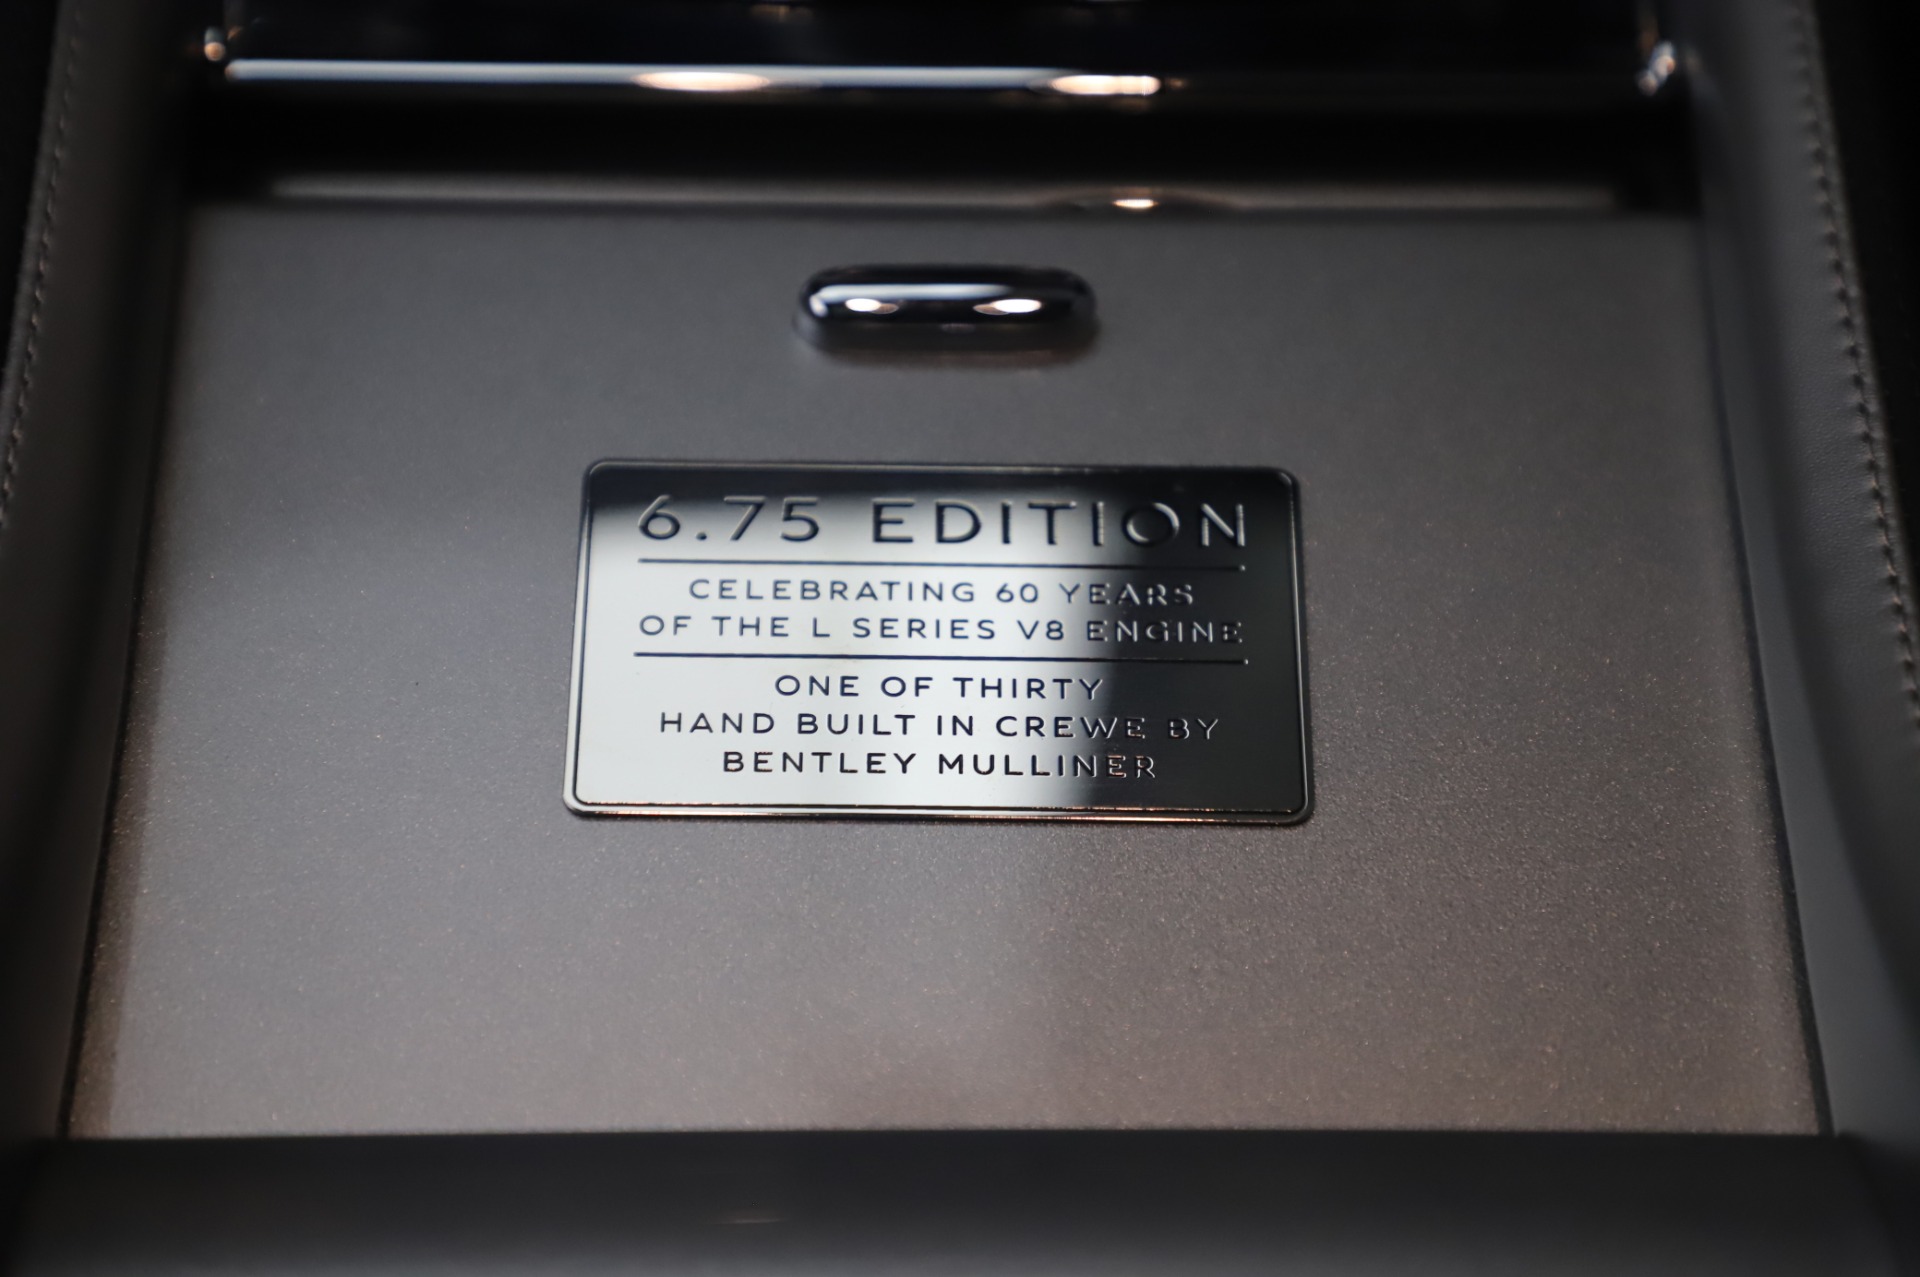 6.75 EDITION
CELEBRATING 60 YEARS
OF THE L SERIES V8 ENGINE
ONE OF THIRTY
HAND BUILT IN CREWE BY
BENTLEY MULLINER